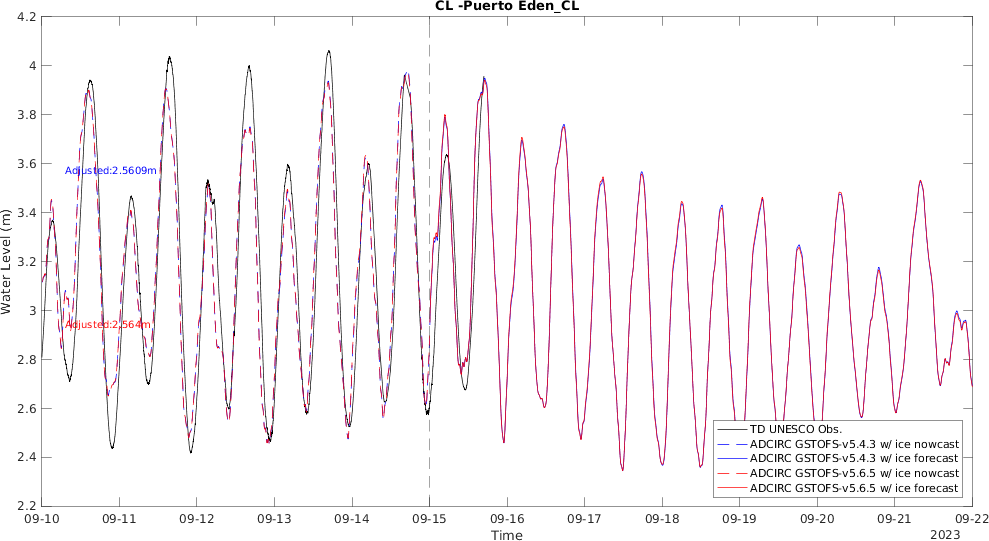 CL -Puerto Eden_CL
4.2
4
3.8
3.6
3.4
3.2
3
2.8
2.6
2.4
2.2
Water Level (m)
Adjusted:2.5609m
Adjusted:2.564m
TD UNESCO Obs.
ADCIRC GSTOFS-v5.4.3 w/ ice nowcast
ADCIRC GSTOFS-v5.4.3 w/ ice forecast
ADCIRC GSTOFS-v5.6.5 w/ ice nowcast
ADCIRC GSTOFS-v5.6.5 w/ ice forecast
09-10 09-11 09-12 09-13 09-14 09-15 09-16 09-17 09-18 09-19 09-20 09-21 09-22
Time
2023